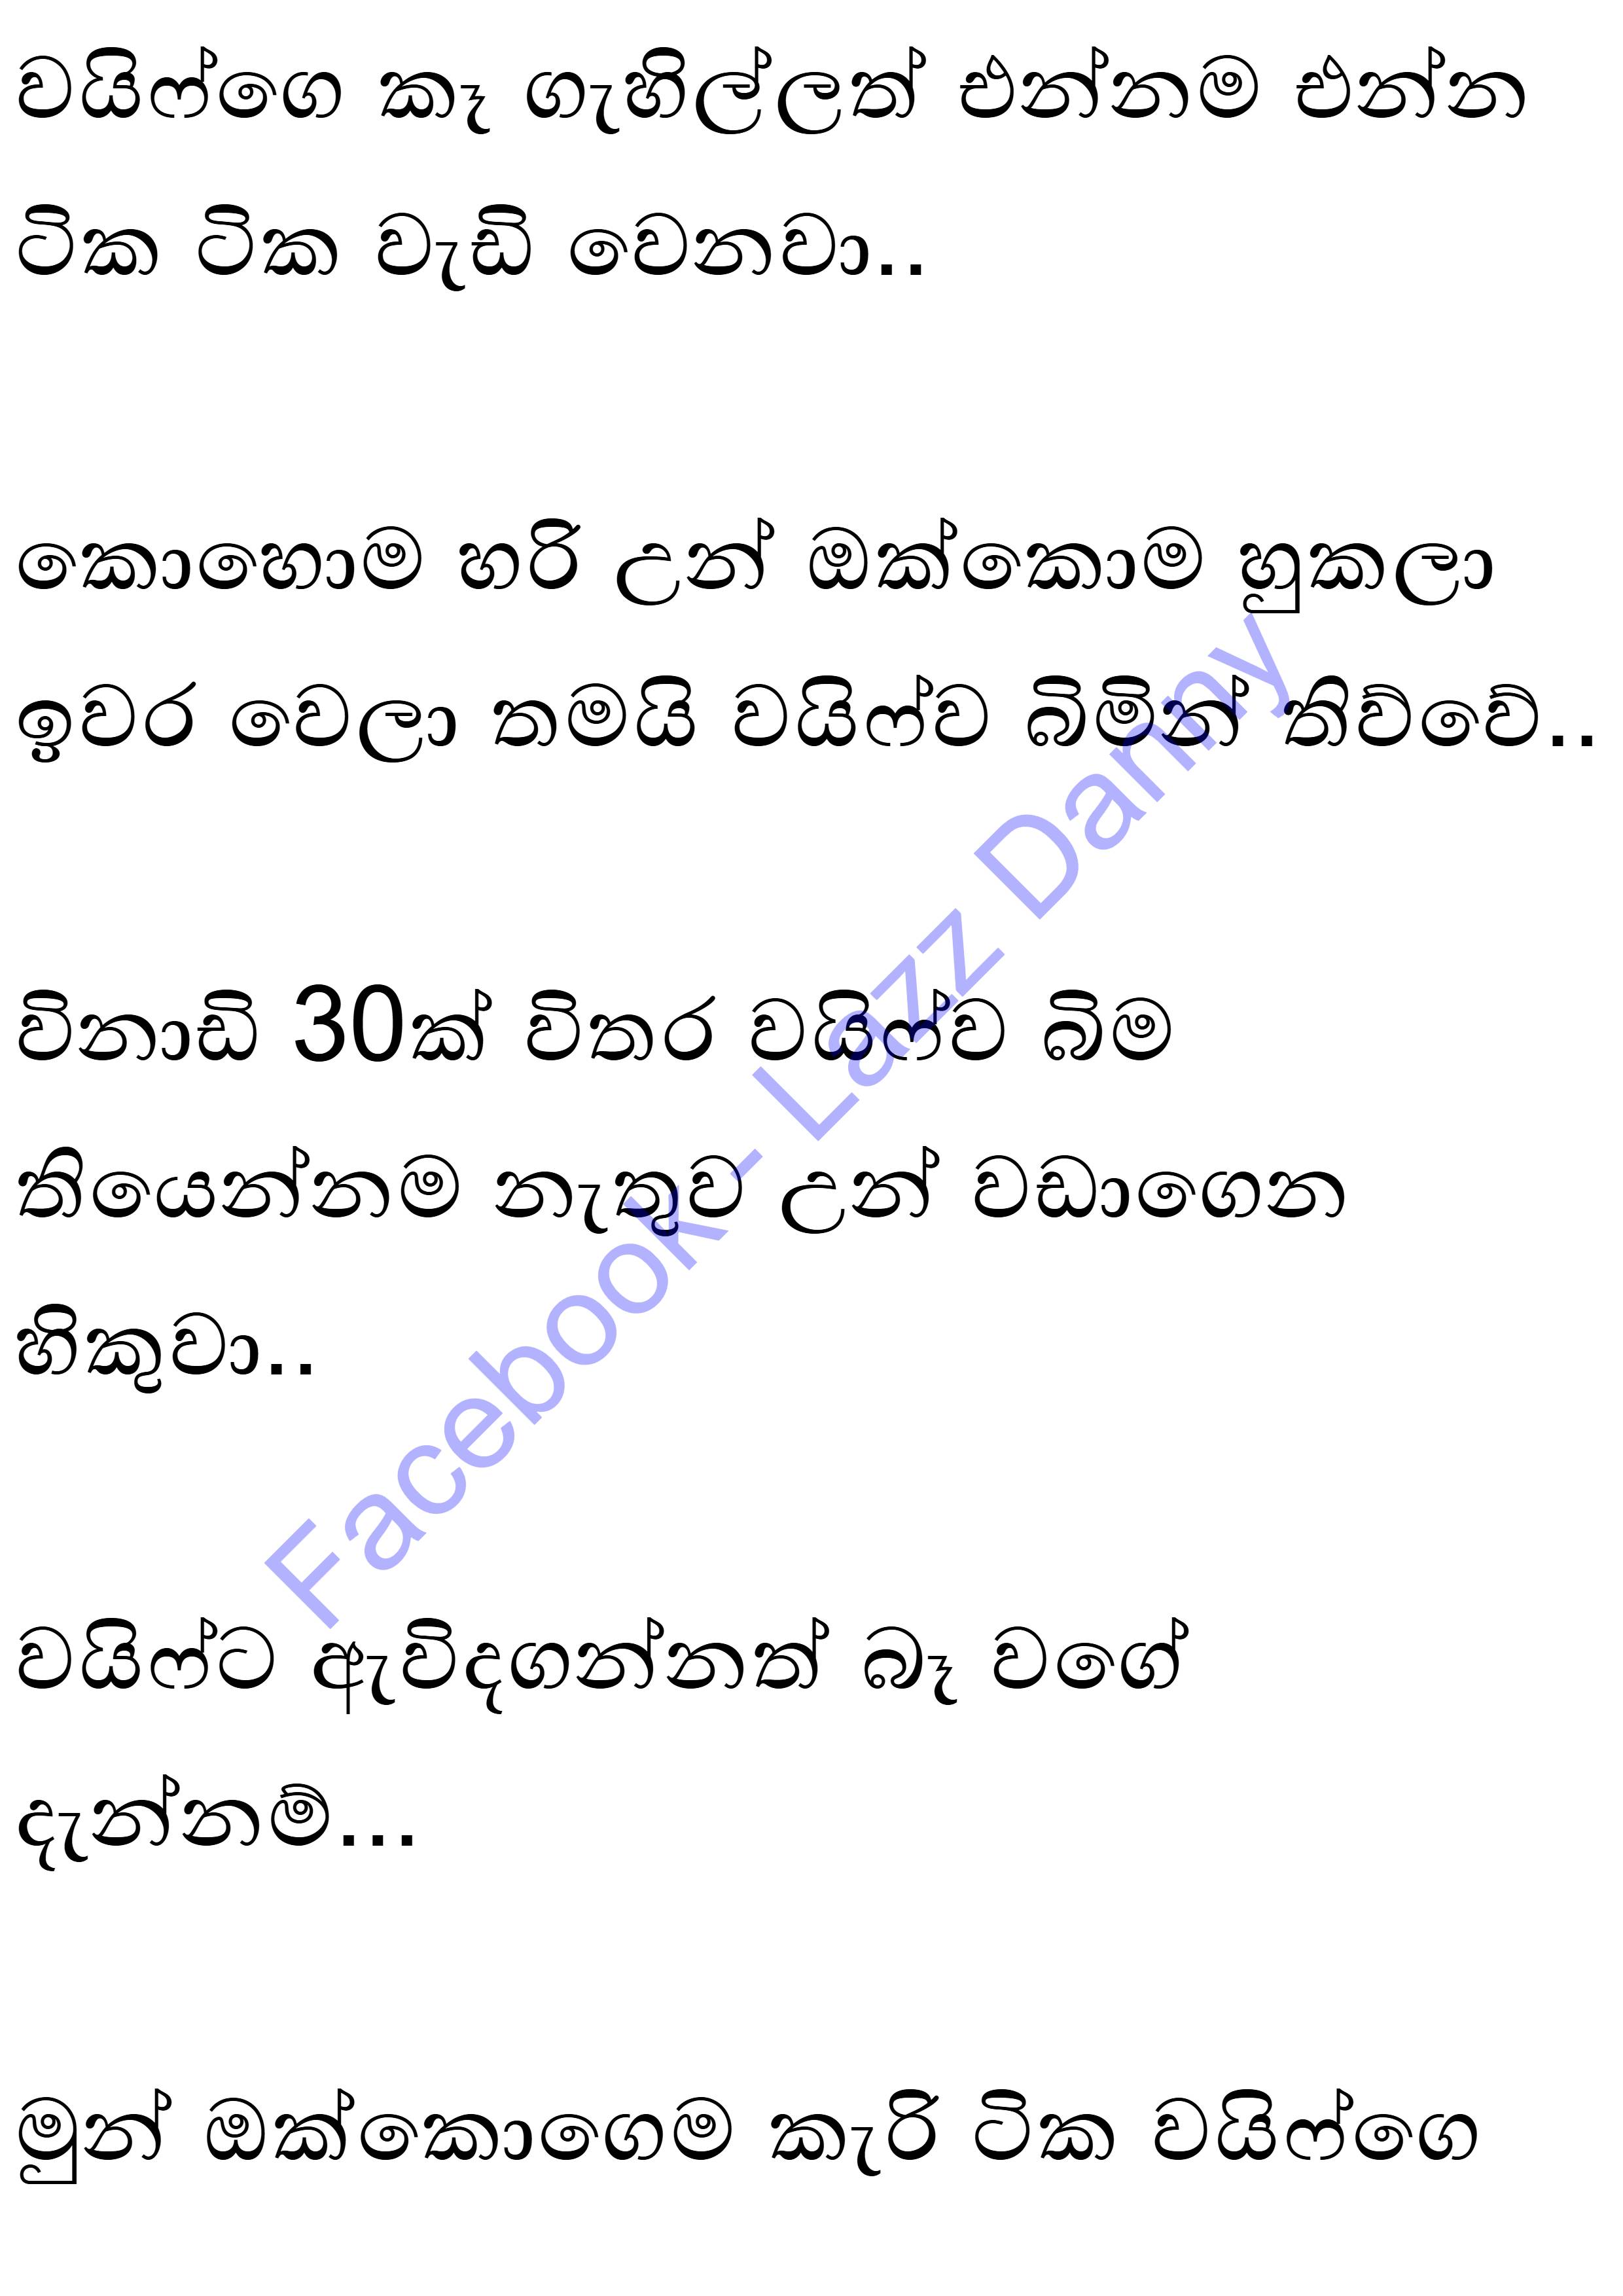 වයිෆ්ගෙ කෑ ගැහිල්ලත් එන්නම එන්න
ටික ටික වැඩි වෙනවා..
කොහොම හරි උන් ඔක්කොම හුකලා
ඉවර වෙලා තමයි වයිෆ්ව බිමින් තිව්වේ..
විනාඩි 30ක් විතර වයිෆ්ව බිම
තියෙන්නම නැතුව උන් වඩාගෙන
හිකුවා..
වයිෆ්ට ඇවිදගන්නත් බෑ වගේ
දැන්නම්...
මුන් ඔක්කොගෙම කැරි ටික වයිෆ්ගෙ
Facebook - Lazz Danny